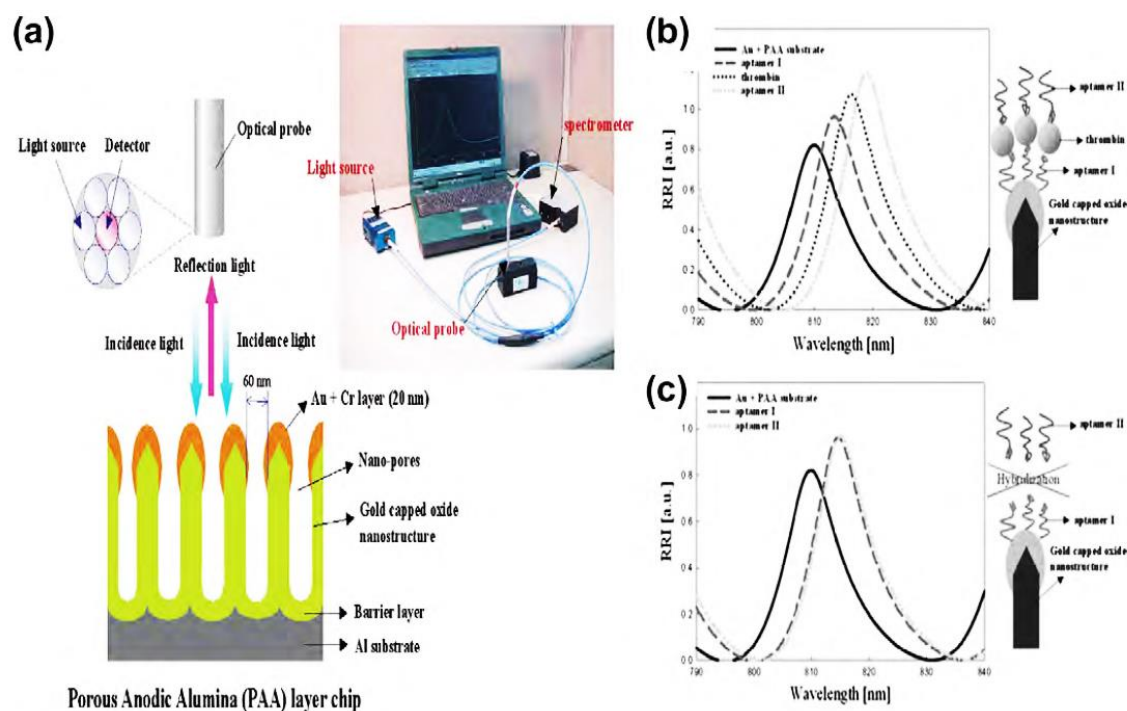 (a)
Optical probe
Light source
Detector
Reflection light
Incidence light
Incidence light
60 nm
Au + Cr layer (20 nm)
Nano-pores
Gold capped oxide
nanostructure
Barrier layer
Al substrate
Porous Anodic Alumina (PAA) layer chip
spectrometer
Light source
Optical probe
(b)
Au + PAA substrate
aptamer I
thrombin
aptamer II
RRI [a.u.]
1.0
0.8
0.6
0.4
0.2
0.0
790
800
810
820
830
840
Wavelength [nm]
aptamer II
thrombin
aptamer I
Gold capped oxide
nanostructure
(c)
Au + PAA substrate
aptamer I
aptamer II
RRI [a.u.]
1.0
0.8
0.6
0.4
0.2
0.0
790
800
810
820
830
840
Wavelength [nm]
aptamer II
Hybridization
aptamer I
Gold capped oxide
nanostructure